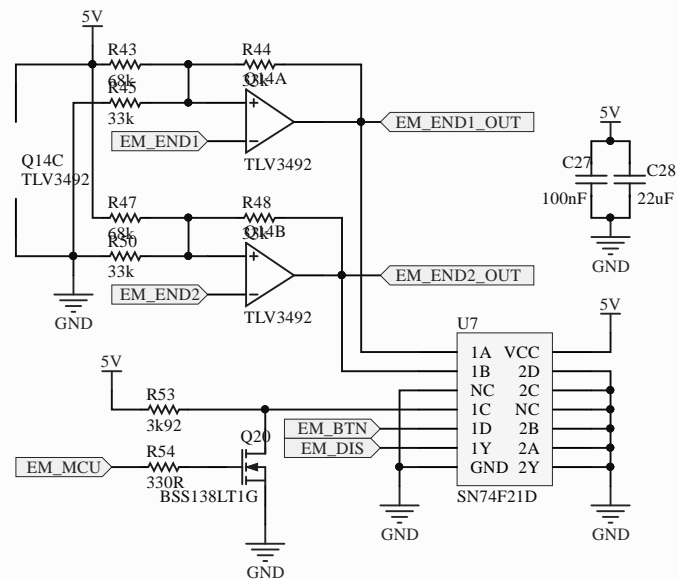 5V
R43
68k
R44
33k
Q14A
R45
33k
EM_END1
EM_END1_OUT
TLV3492
Q14C
TLV3492
5V
C27
100nF
C28
22uF
GND
R47
68k
R48
33k
Q14B
R50
33k
EM_END2
EM_END2_OUT
TLV3492
GND
5V
U7
1A VCC
1B 2D
NC 2C
1C NC
1D 2B
1Y 2A
GND 2Y
SN74F21D
5V
R53
3k92
EM_BTN
EM_DIS
Q20
EM_MCU
R54
330R
BSS138LT1G
GND
GND
GND